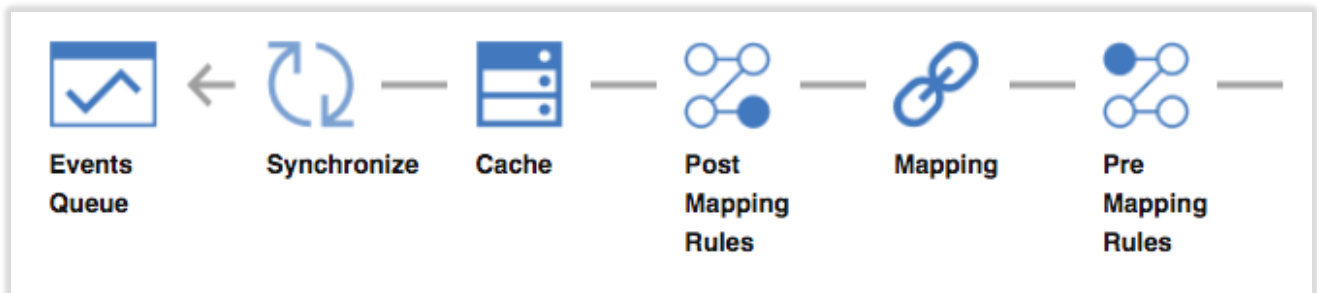 Events
Queue
Synchronize
Cache
Post
Mapping
Rules
Mapping
Pre
Mapping
Rules